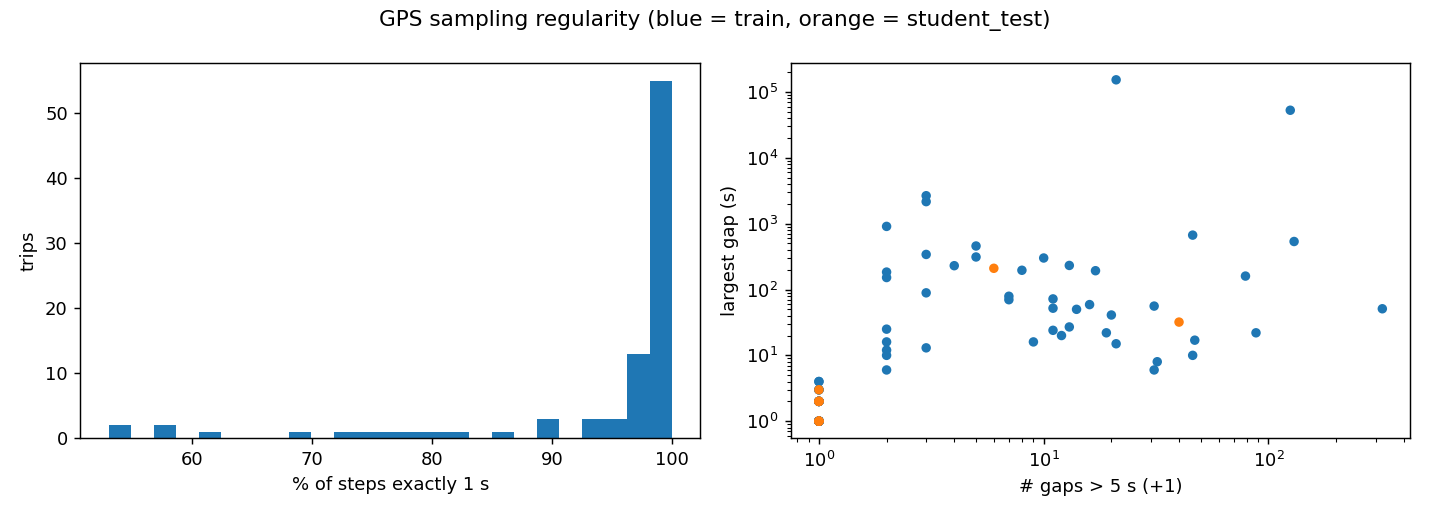 GPS sampling regularity (blue = train, orange = student_test)
trips
50
40
30
20
10
0
60 70 80 90 100
% of steps exactly 1 s
largest gap (s)
10^5
10^4
10^3
10^2
10^1
10^0
10^0 10^1 10^2
# gaps > 5 s (+1)